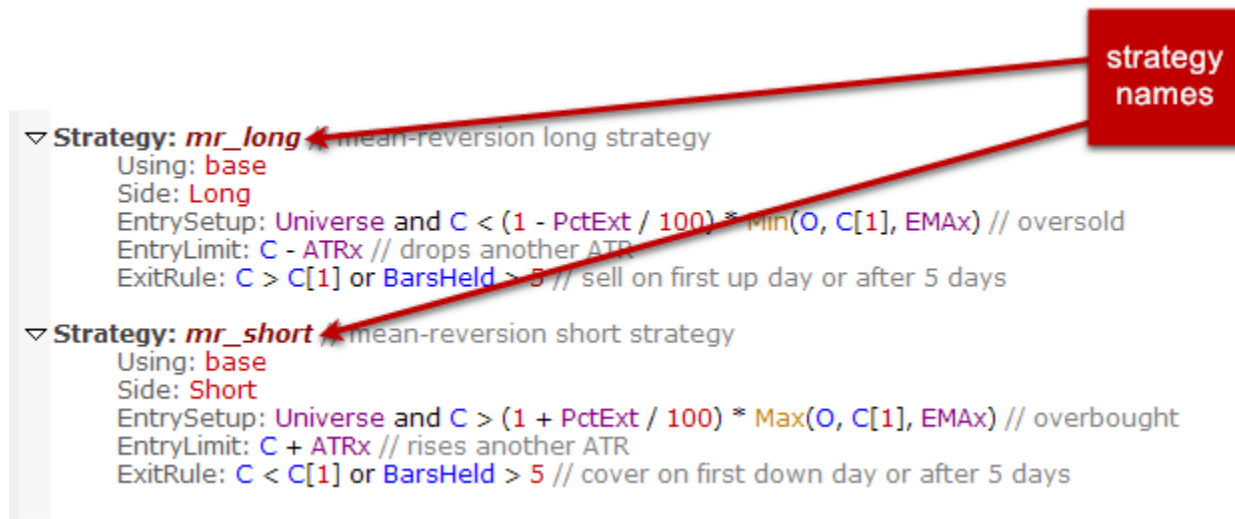 strategy
names
Strategy: mr_long // mean-reversion long strategy
Using: base
Side: Long
EntrySetup: Universe and C < (1 - PctExt / 100) * Min(O, C[1], EMAx) // oversold
EntryLimit: C - ATRx // drops another ATR
ExitRule: C > C[1] or BarsHeld > 5 // sell on first up day or after 5 days
Strategy: mr_short // mean-reversion short strategy
Using: base
Side: Short
EntrySetup: Universe and C > (1 + PctExt / 100) * Max(O, C[1], EMAx) // overbought
EntryLimit: C + ATRx // rises another ATR
ExitRule: C < C[1] or BarsHeld > 5 // cover on first down day or after 5 days